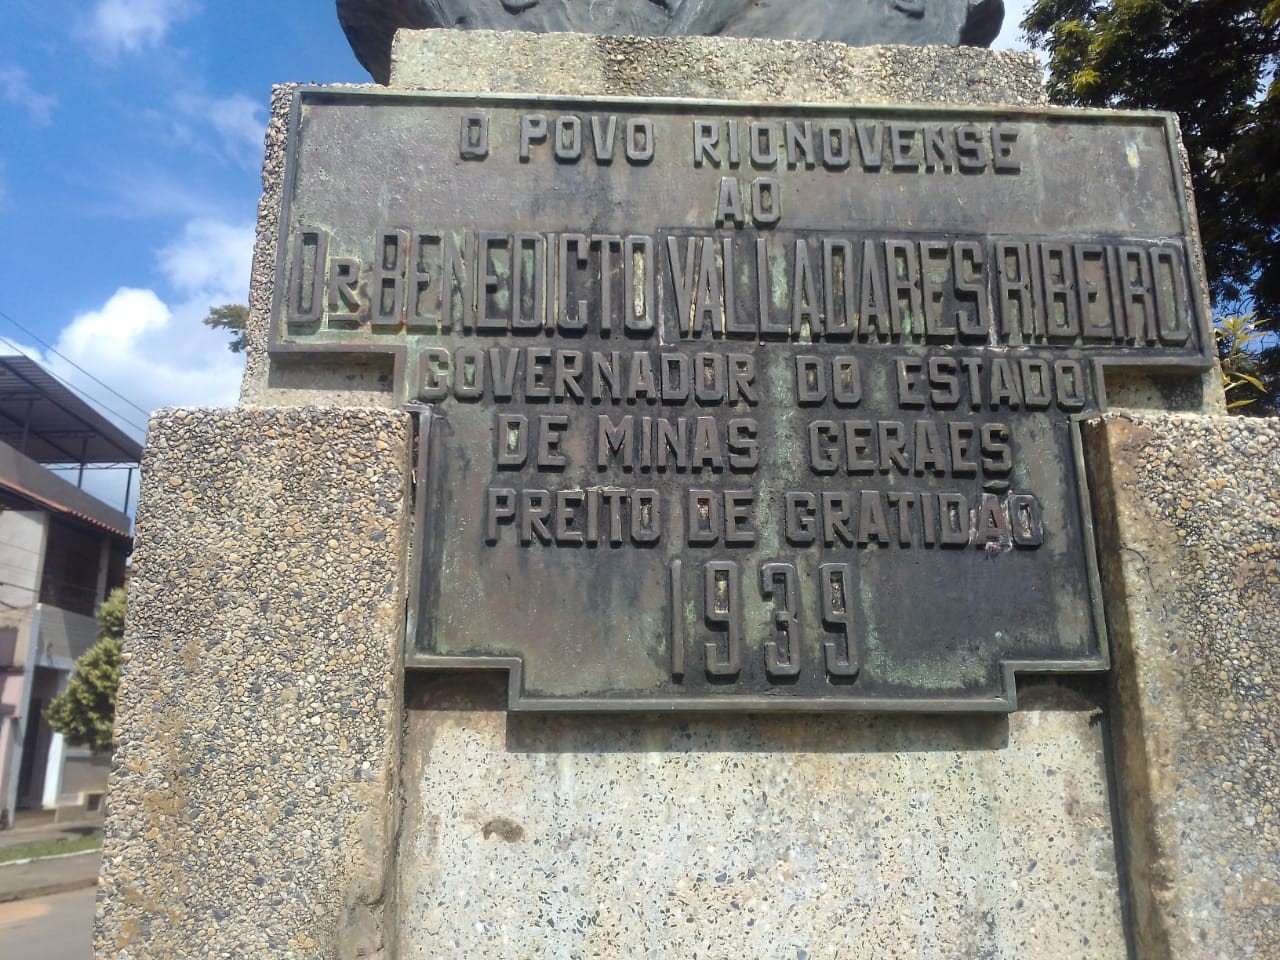 O POVO RIONOVENSE
AO
DR BENEDICTO VALLADARES RIBEIRO
GOVERNADOR DO ESTADO
DE MINAS GERAES
PREITO DE GRATIDÃO
1939